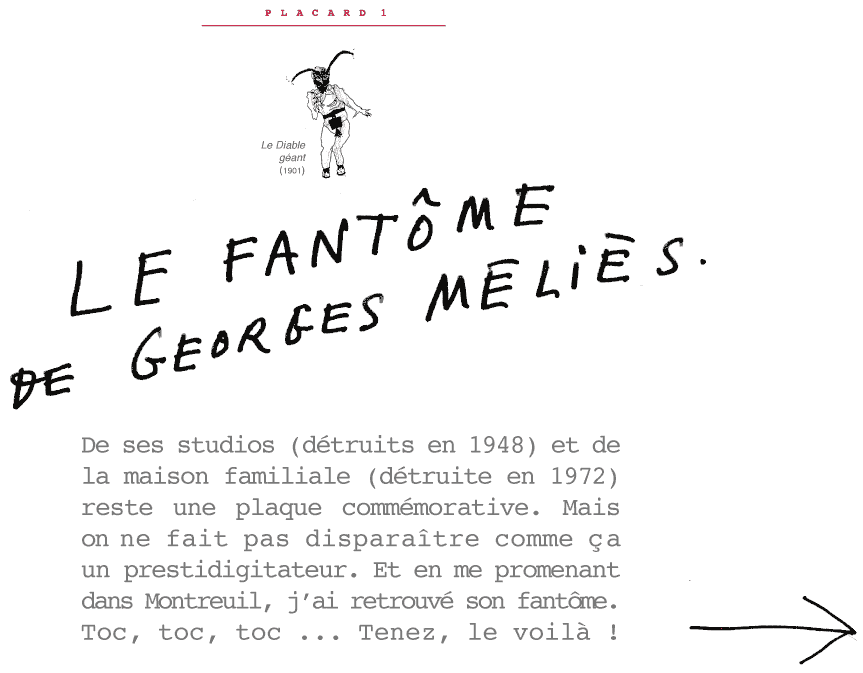 PLACARD 1
Le Diable
géant
(1901)
LE FANTÔME
DE GEORGES MÉLIÈS.
De ses studios (détruits en 1948) et de
la maison familiale (détruite en 1972)
reste une plaque commémorative. Mais
on ne fait pas disparaître comme ça
un prestidigitateur. Et en me promenant
dans Montreuil, j'ai retrouvé son fantôme.
Toc, toc, toc ... Tenez, le voilà !